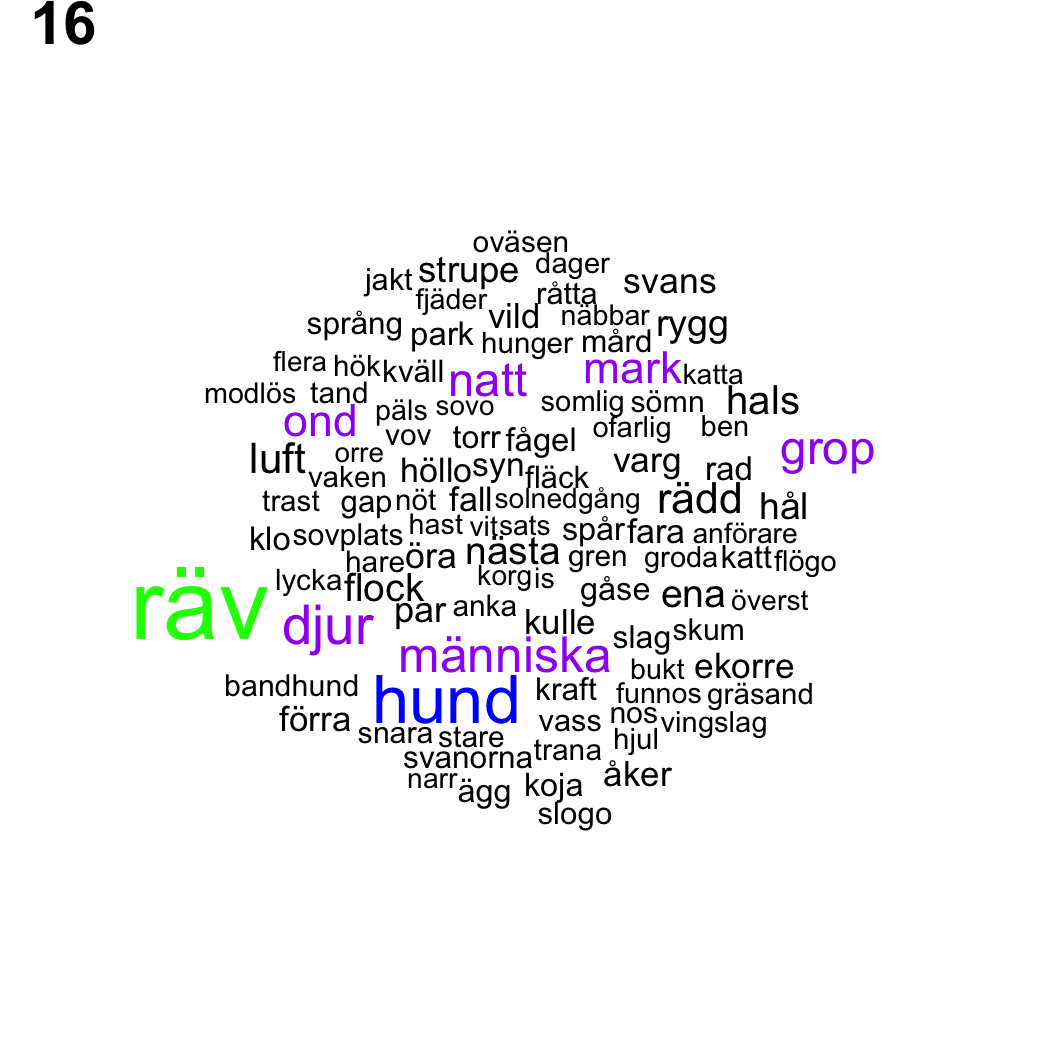 16
oväsen
jakt strupe dager svans
fjäder råtta
språng park vild näbbar rygg
hunger mård
flera hök kväll natt mark katta
modlös tand päls sovo somlig sömn hals
ond vov torr fågel ofarlig ben grop
luft orre höllo syn fläck varg rad
vaken
trast gap nöt fall solnedgång rädd hål
klo sovplats hast vitsats spår fara anförare
hare öra nästa gren groda katt flögo
räv lycka flock korg is gåse ena överst
djur par anka kulle slag skum
människa bukt ekorre
bandhund hund kraft funnos gräsand
förra snara stare vass nos vingslag
svanorna trana hjul
narr ägg koja åker
slogo